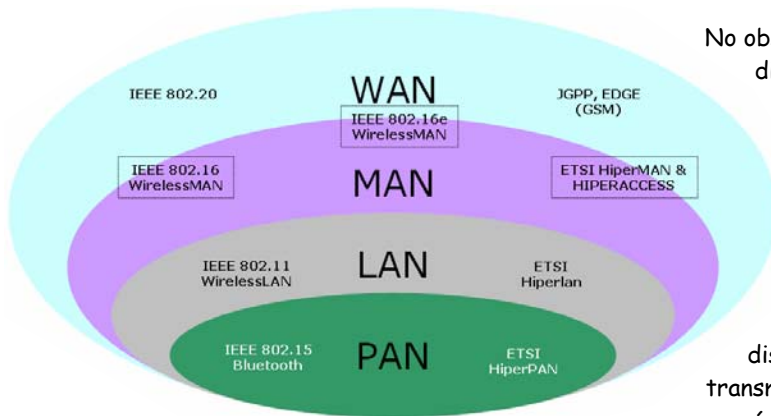 No ob
d
IEEE 802.20
WAN
JGPP, EDGE
(GSM)
IEEE 802.16e
WirelessMAN
IEEE 802.16
WirelessMAN
MAN
ETSI HiperMAN &
HIPERACCESS
IEEE 802.11
WirelessLAN
LAN
ETSI
Hiperlan
IEEE 802.15
Bluetooth
PAN
ETSI
HiperPAN
dis
transm